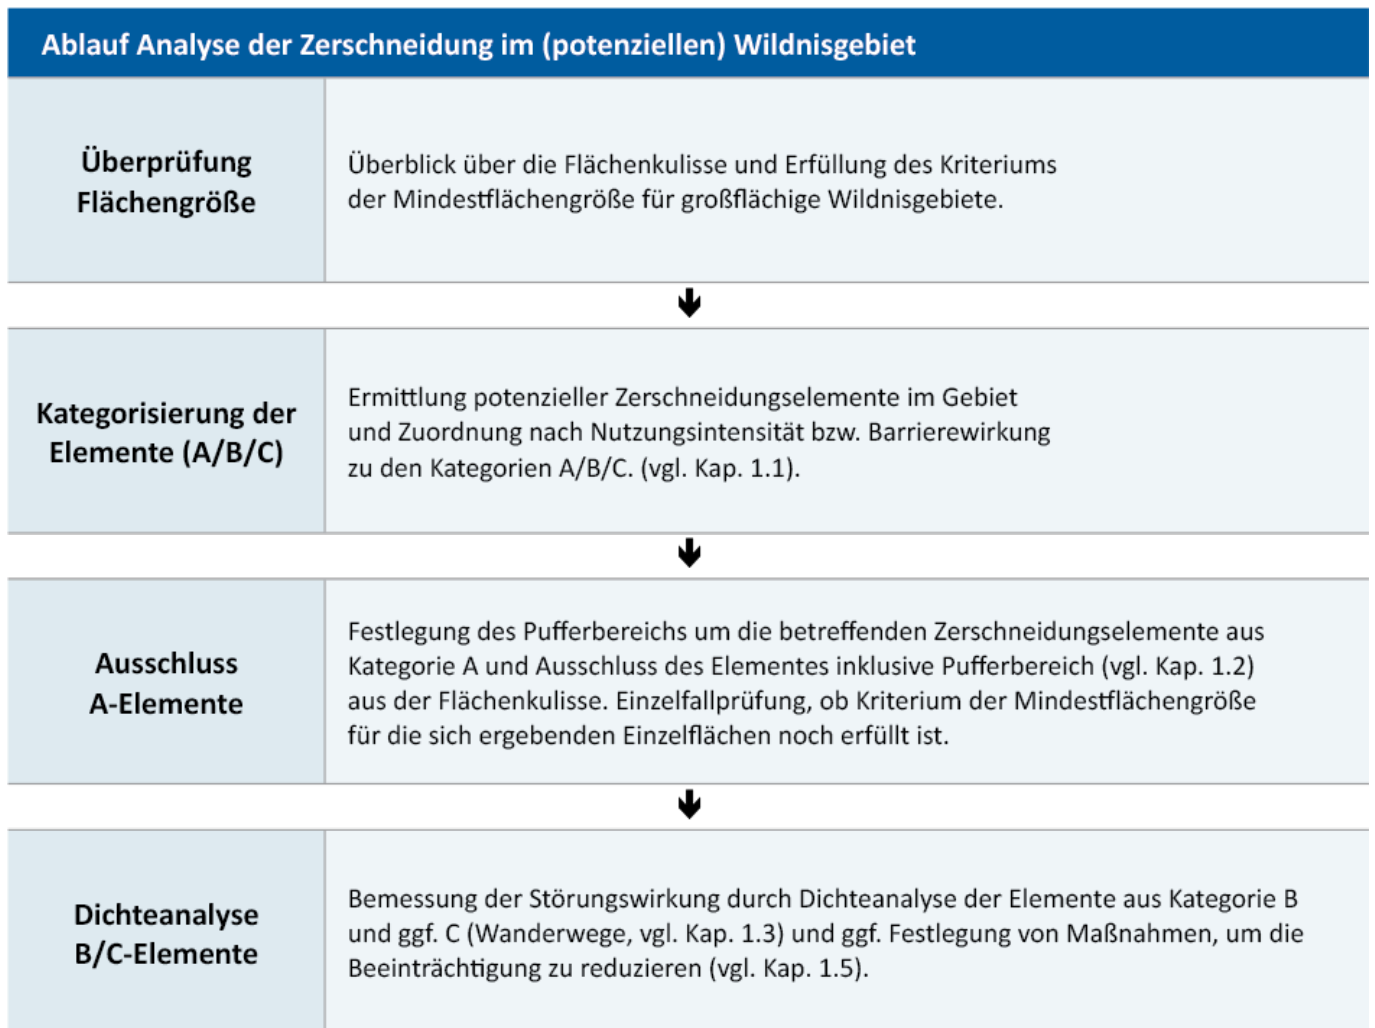 Ablauf Analyse der Zerschneidung im (potenziellen) Wildnisgebiet
Überprüfung
Flächengröße
Überblick über die Flächenkulisse und Erfüllung des Kriteriums
der Mindestflächengröße für großflächige Wildnisgebiete.
Kategorisierung der
Elemente (A/B/C)
Ermittlung potenzieller Zerschneidungselemente im Gebiet
und Zuordnung nach Nutzungsintensität bzw. Barrierewirkung
zu den Kategorien A/B/C. (vgl. Kap. 1.1).
Ausschluss
A-Elemente
Festlegung des Pufferbereichs um die betreffenden Zerschneidungselemente aus
Kategorie A und Ausschluss des Elementes inklusive Pufferbereich (vgl. Kap. 1.2)
aus der Flächenkulisse. Einzelfallprüfung, ob Kriterium der Mindestflächengröße
für die sich ergebenden Einzelflächen noch erfüllt ist.
Dichteanalyse
B/C-Elemente
Bemessung der Störungswirkung durch Dichteanalyse der Elemente aus Kategorie B
und ggf. C (Wanderwege, vgl. Kap. 1.3) und ggf. Festlegung von Maßnahmen, um die
Beeinträchtigung zu reduzieren (vgl. Kap. 1.5).